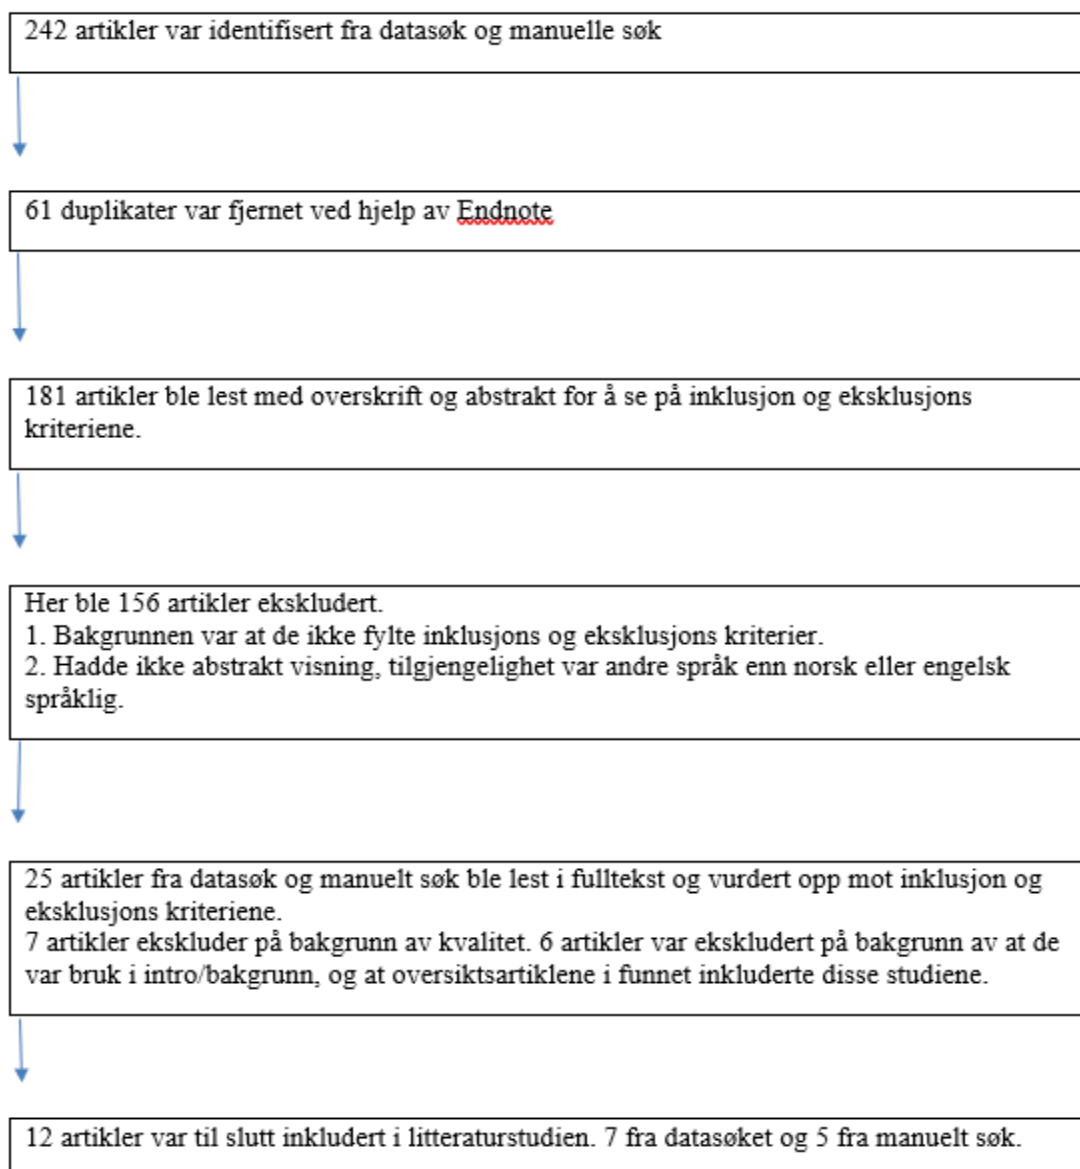 242 artikler var identifisert fra datasøk og manuelle søk
61 duplikater var fjernet ved hjelp av Endnote
181 artikler ble lest med overskrift og abstrakt for å se på inklusjon og eksklusjons
kriteriene.
Her ble 156 artikler ekskludert.
1. Bakgrunnen var at de ikke fylte inklusjons og eksklusjons kriterier.
2. Hadde ikke abstrakt visning, tilgjengelighet var andre språk enn norsk eller engelsk
språklig.
25 artikler fra datasøk og manuelt søk ble lest i fulltekst og vurdert opp mot inklusjon og
eksklusjons kriteriene.
7 artikler ekskluder på bakgrunn av kvalitet. 6 artikler var ekskludert på bakgrunn av at de
var bruk i intro/bakgrunn, og at oversiktsartiklene i funnet inkluderte disse studiene.
12 artikler var til slutt inkludert i litteraturstudien. 7 fra datasøket og 5 fra manuelt søk.